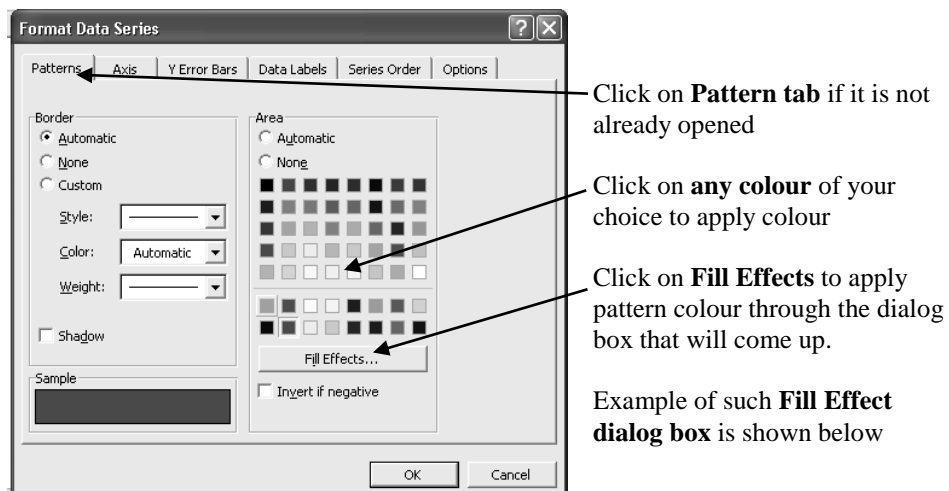 Format Data Series
Patterns Axis Y Error Bars Data Labels Series Order Options
Border
Automatic
None
Custom
Style:
Color: Automatic
Weight:
Shadow
Sample
Area
Automatic
None
Fill Effects...
Invert if negative
OK Cancel
Click on Pattern tab if it is not
already opened
Click on any colour of your
choice to apply colour
Click on Fill Effects to apply
pattern colour through the dialog
box that will come up.
Example of such Fill Effect
dialog box is shown below